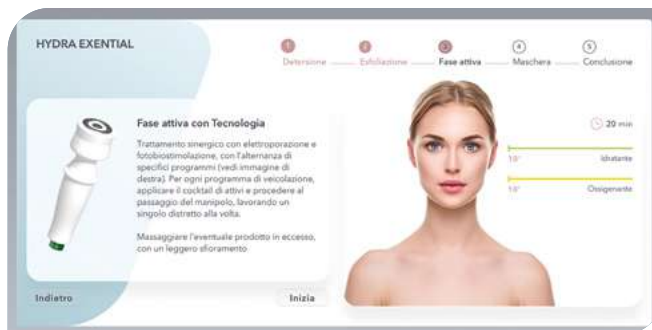 HYDRA EXENTIAL
1 2 3 4 5
Detersione Esfoliazione Fase attiva Maschera Conclusione
Fase attiva con Tecnologia
Trattamento sinergico con elettroporazione e
fotobiostimolazione, con l'alternanza di
specifici programmi (vedi immagine di
destra). Per ogni programma di veicolazione,
applicare il cocktail di attivi e procedere al
passaggio del manipolo, lavorando un
singolo distretto alla volta.
Massaggiare l'eventuale prodotto in eccesso,
con un leggero sfioramento
20 min
10'
Idratante
10'
Ossigenante
Indietro
Inizia